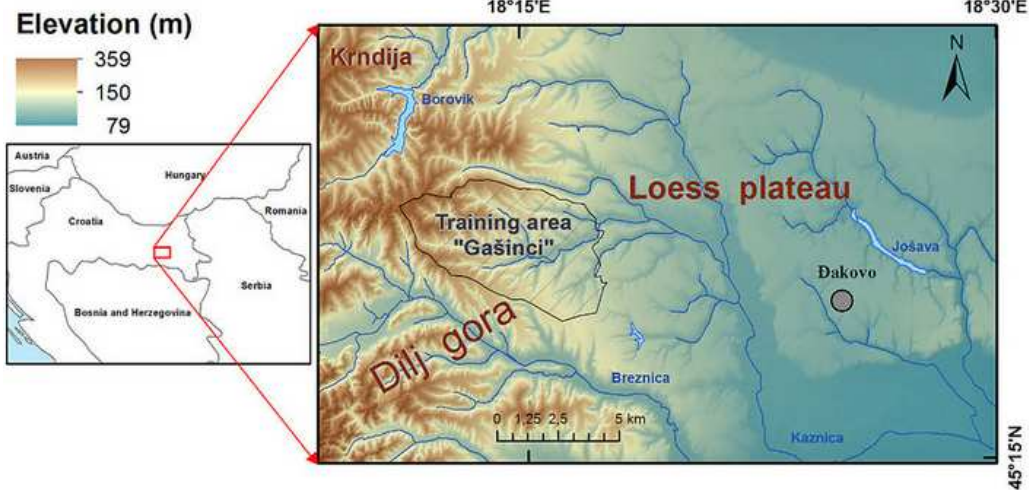 Elevation (m)
359
150
79
Austria
Hungary
Slovenia
Croatia
Romania
Serbia
Bosnia and Herzegovina
18°15'E
18°30'E
Krndija
Borovik
N
Loess plateau
Training area
"Gašinci"
Jošava
Đakovo
Dilj gora
Breznica
0 1,25 2,5 5 km
Kaznica
45°15'N